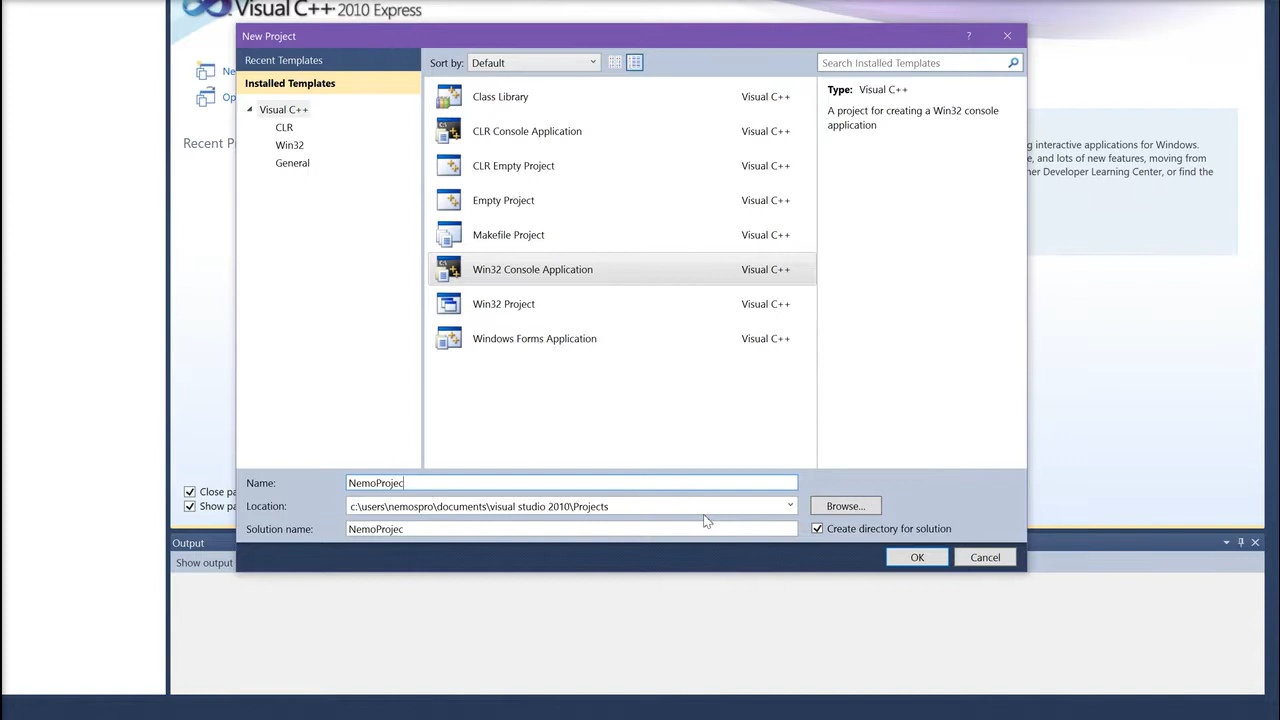 Visual C++ 2010 Express
New Project
?
Recent Templates
Installed Templates
Visual C++
CLR
Win32
General
Sort by: Default
Search Installed Templates
Class Library Visual C++
CLR Console Application Visual C++
CLR Empty Project Visual C++
Empty Project Visual C++
Makefile Project Visual C++
Win32 Console Application Visual C++
Win32 Project Visual C++
Windows Forms Application Visual C++
Type: Visual C++
A project for creating a Win32 console
application
Ne
Op
Recent P
ng interactive applications for Windows.
e, and lots of new features, moving from
her Developer Learning Center, or find the
Close pa
Show pa
Name: NemoProjec
Location: c:\users\nemospro\documents\visual studio 2010\Projects
Browse...
Solution name: NemoProjec
Create directory for solution
OK Cancel
Output
Show output